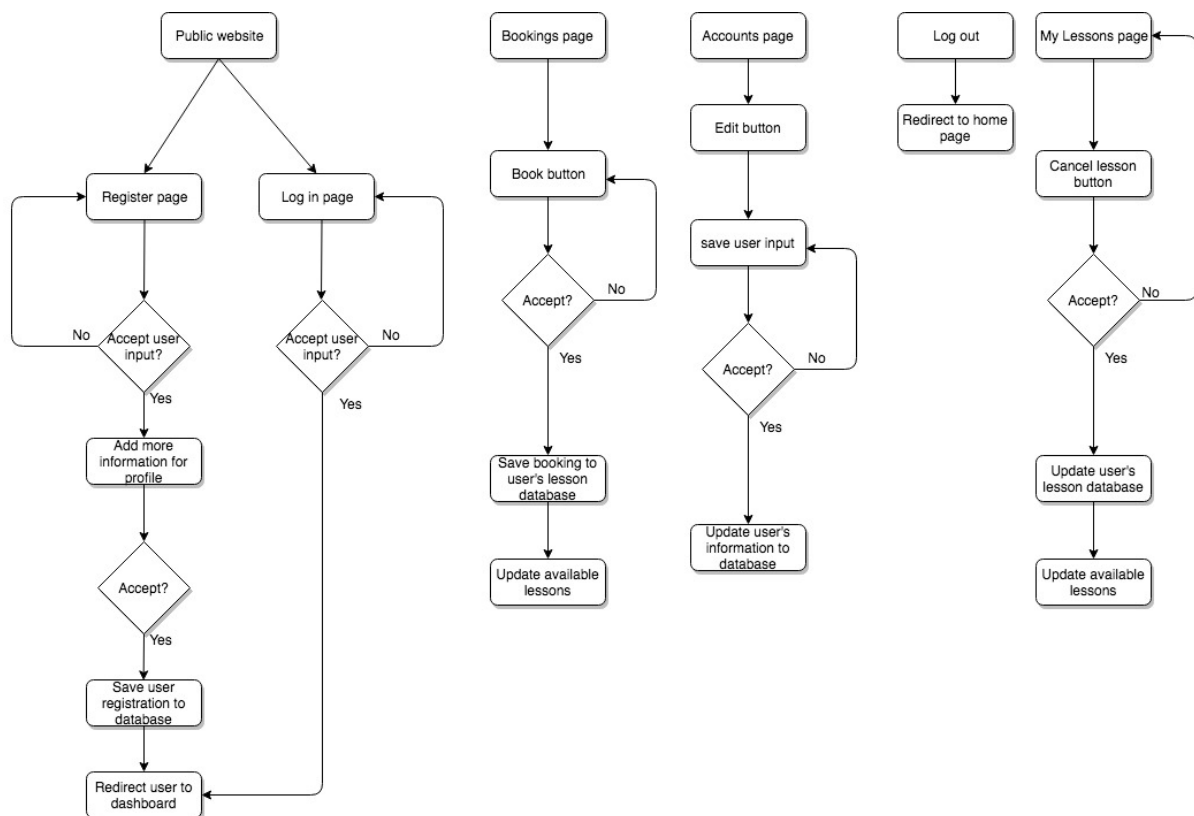 Public website
Register page
No
Accept user
input?
Yes
Add more
information for
profile
Accept?
Yes
Save user
registration to
database
Redirect user to
dashboard
Log in page
No
Accept user
input?
Yes
Bookings page
Book button
Accept?
No
Yes
Save booking to
user's lesson
database
Update available
lessons
Accounts page
Edit button
save user input
Accept?
No
Yes
Update user's
information to
database
Log out
Redirect to home
page
My Lessons page
Cancel lesson
button
Accept?
No
Yes
Update user's
lesson database
Update available
lessons